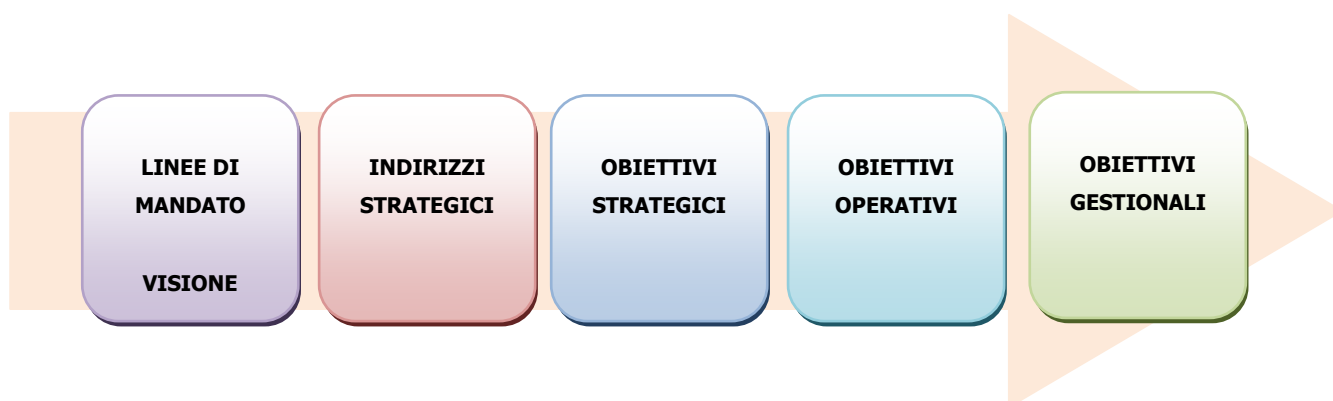 LINEE DI
MANDATO
VISIONE
INDIRIZZI
STRATEGICI
OBIETTIVI
STRATEGICI
OBIETTIVI
OPERATIVI
OBIETTIVI
GESTIONALI